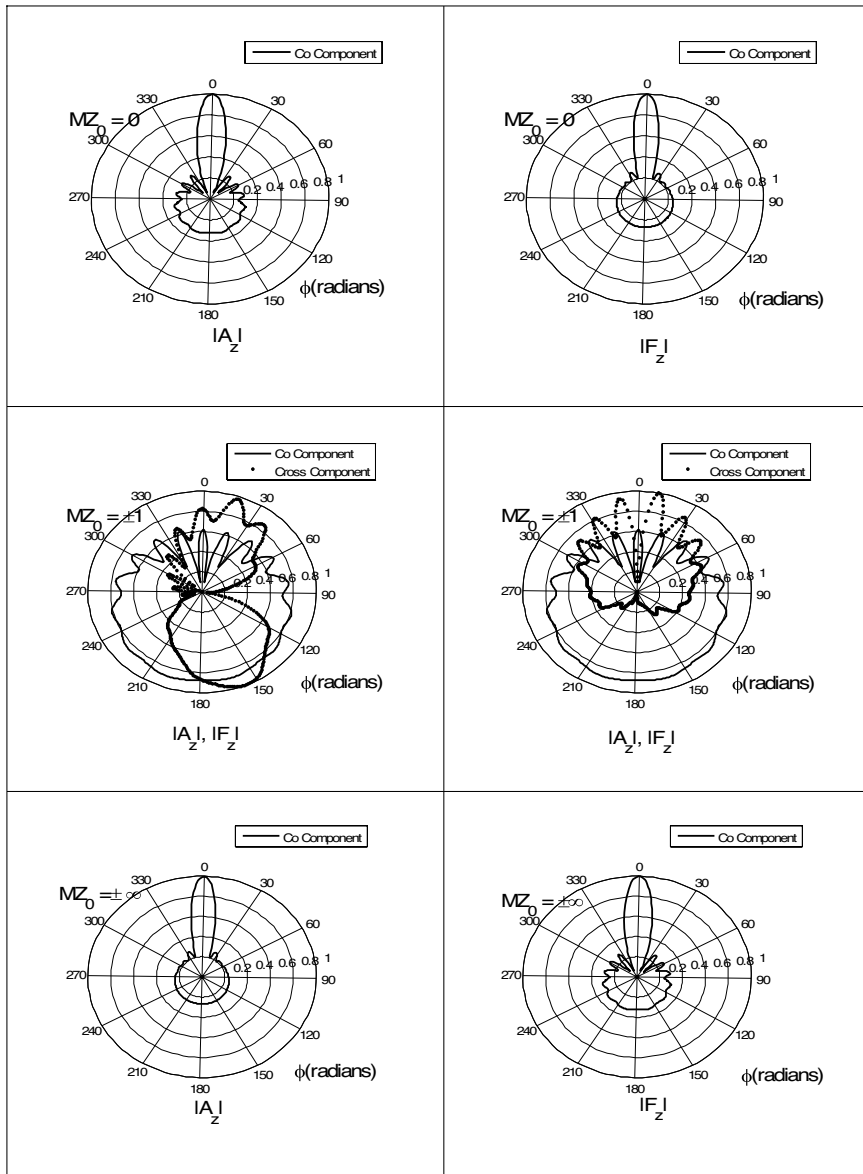 Co Component
0
330
30
MZ0 = 0
300
60
0.2 0.4 0.6 0.8 1
270
90
240
120
210
150
180
ϕ(radians)
|Az|
Co Component
0
330
30
MZ0 = 0
300
60
0.2 0.4 0.6 0.8 1
270
90
240
120
210
150
180
ϕ(radians)
|Fz|
Co Component
Cross Component
0
330
30
MZ0 = ±1
300
60
0.2 0.4 0.6 0.8 1
270
90
240
120
210
150
180
ϕ(radians)
|Az|, |Fz|
Co Component
Cross Component
0
330
30
MZ0 = ±1
300
60
0.2 0.4 0.6 0.8 1
270
90
240
120
210
150
180
ϕ(radians)
|Az|, |Fz|
Co Component
0
330
30
MZ0 = ± ∞
300
60
0.2 0.4 0.6 0.8 1
270
90
240
120
210
150
180
ϕ(radians)
|Az|
Co Component
0
330
30
MZ0 = ±∞
300
60
0.2 0.4 0.6 0.8 1
270
90
240
120
210
150
180
ϕ(radians)
|Fz|